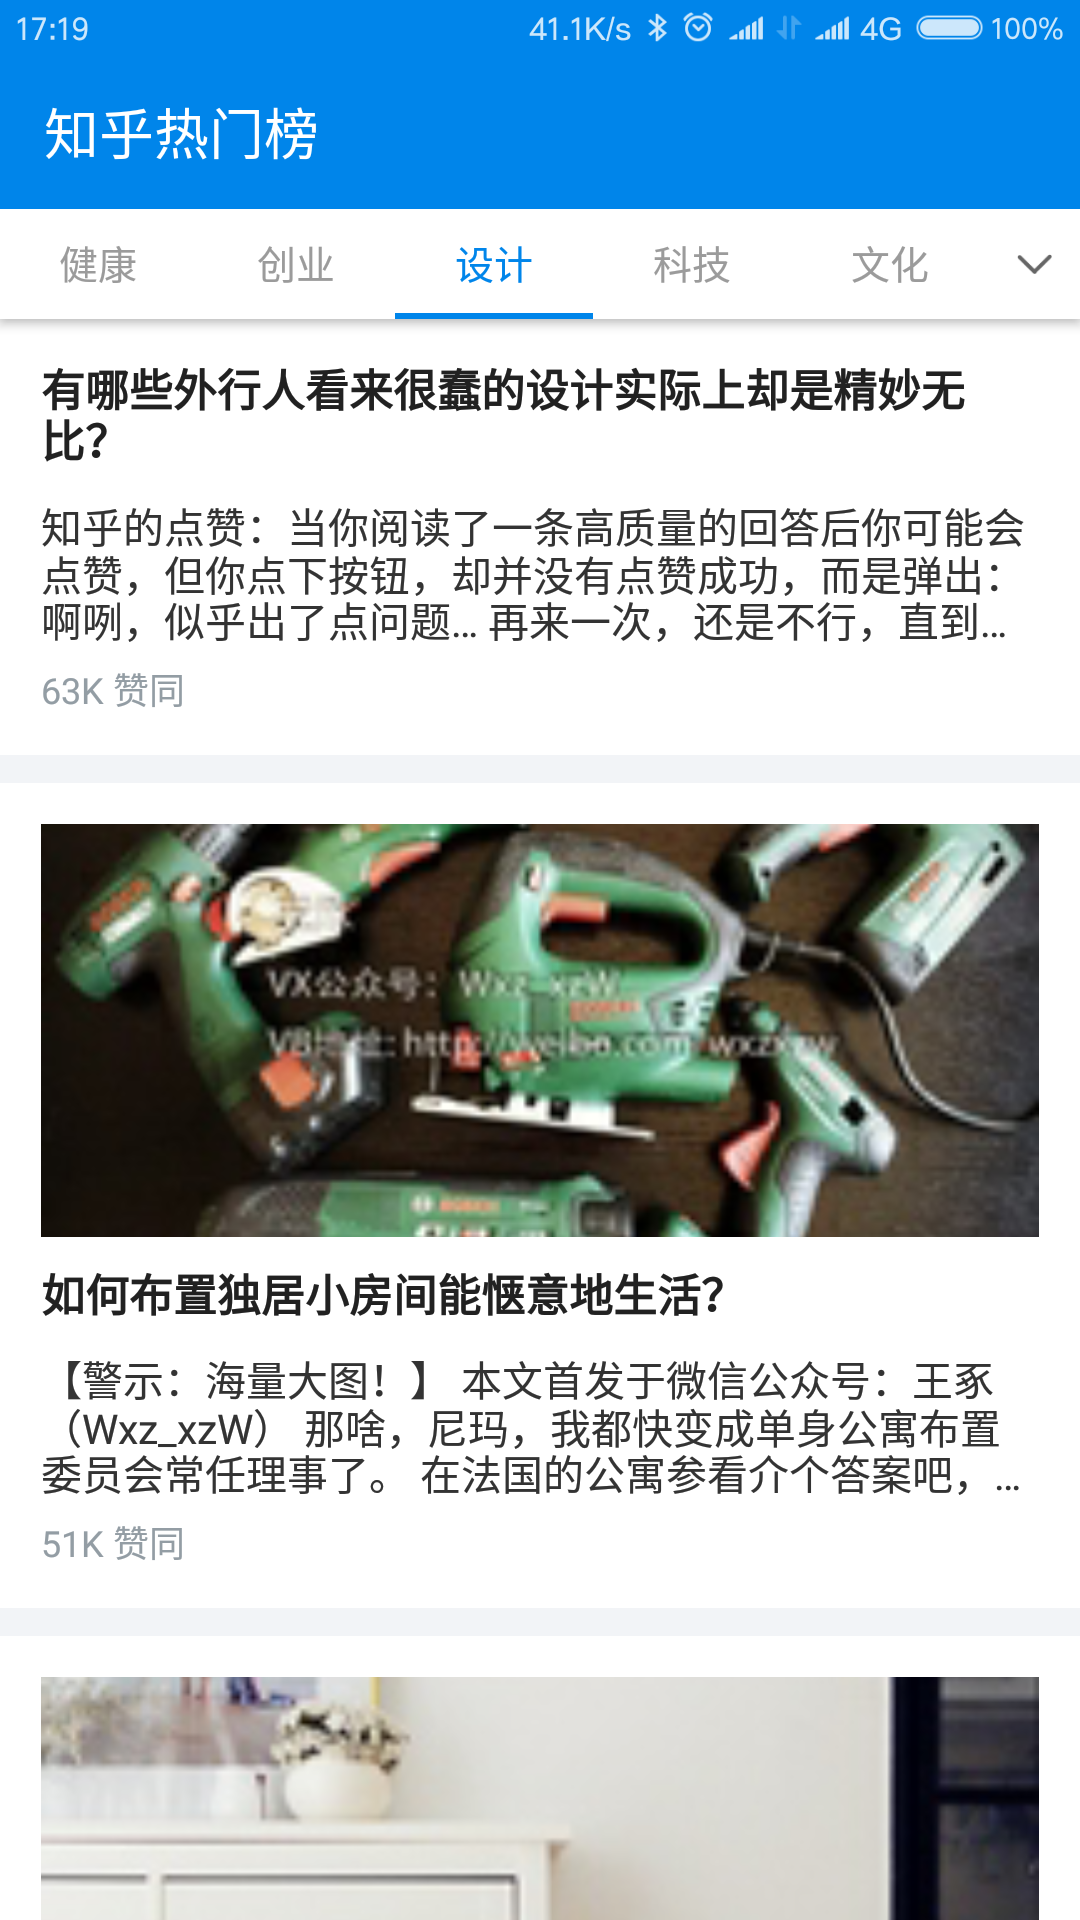 17:19 41.1K/s 4G 100%
知乎热门榜
健康 创业 设计 科技 文化
有哪些外行人看来很蠢的设计实际上却是精妙无
比?
知乎的点赞：当你阅读了一条高质量的回答后你可能会
点赞，但你点下按钮，却并没有点赞成功，而是弹出：
啊咧，似乎出了点问题... 再来一次，还是不行，直到...
63K 赞同
VX公众号：Wxz_xzW
BOSCH
如何布置独居小房间能惬意地生活?
【警示：海量大图！】 本文首发于微信公众号：王豖
（Wxz_xzW） 那啥，尼玛，我都快变成单身公寓布置
委员会常任理事了。 在法国的公寓参看介个答案吧，...
51K 赞同